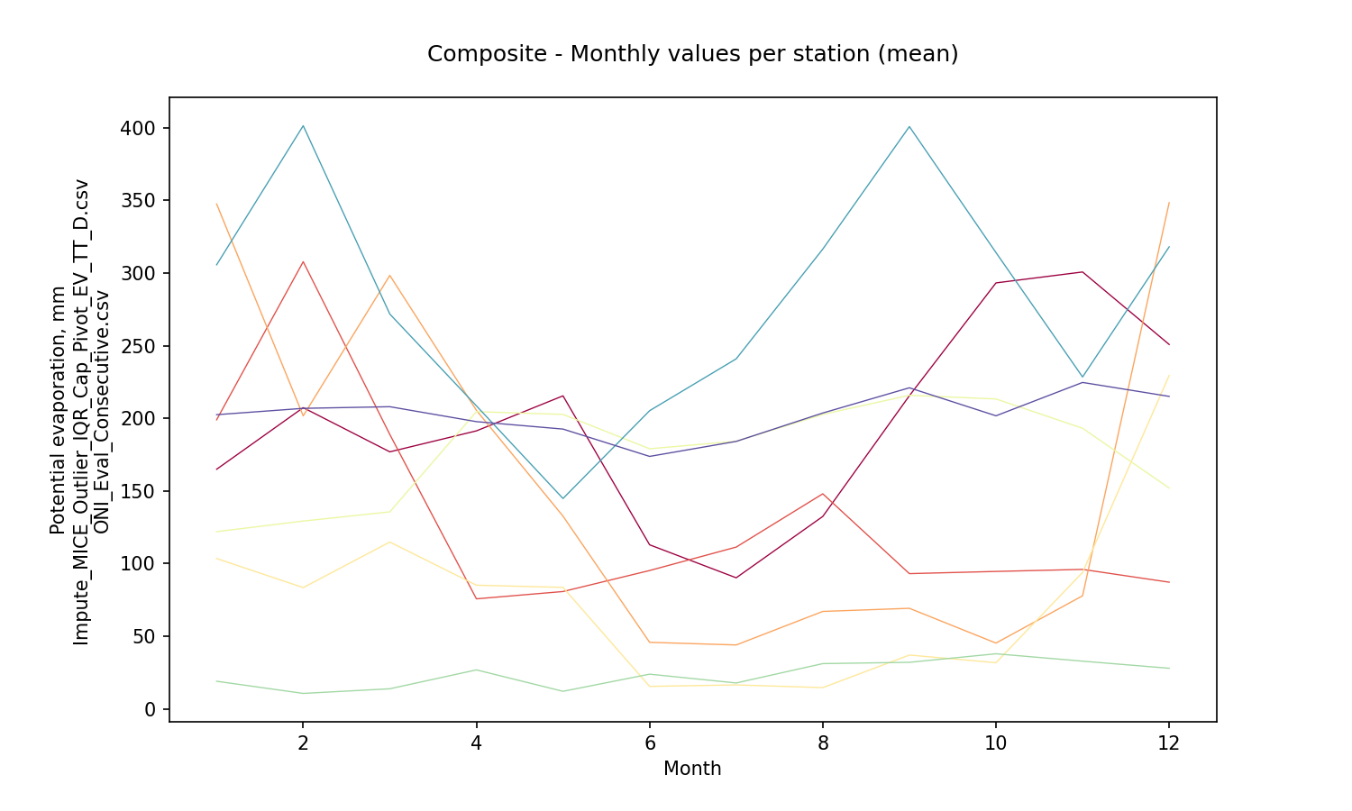 Composite - Monthly values per station (mean)
Potential evaporation, mm
Impute_MICE_Outlier_IQR_Cap_Pivot_EV_TT_D.csv
ONI_Eval_Consecutive.csv
400
350
300
250
200
150
100
50
0
2 4 6 8 10 12
Month